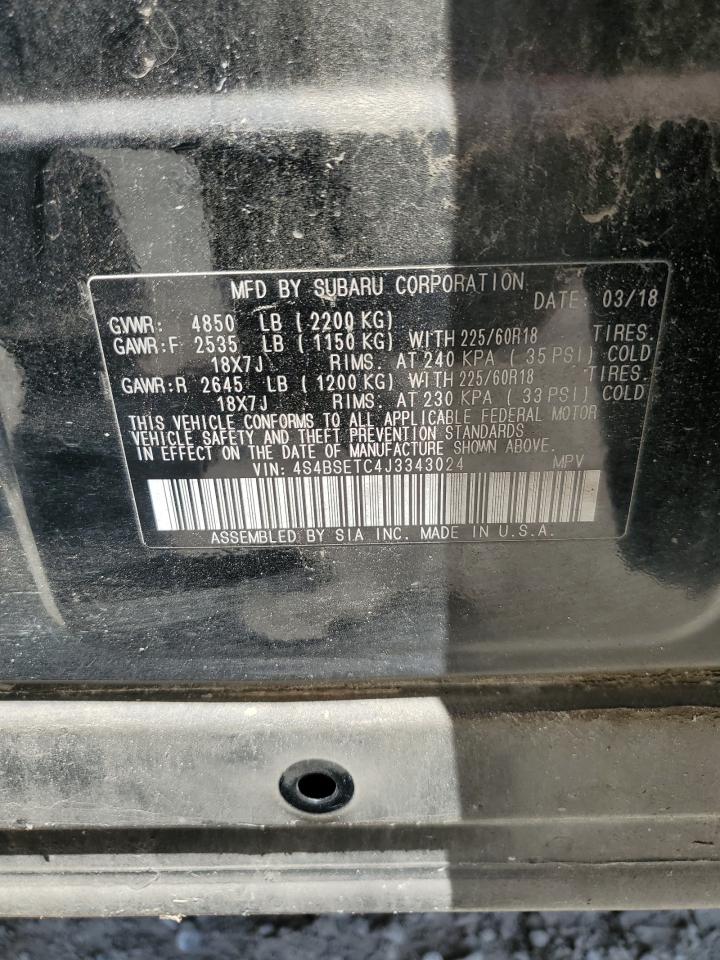 MFD BY SUBARU CORPORATION
DATE: 03/18
GVWR: 4850 LB (2200 KG)
GAWR:F 2535 LB (1150 KG) WITH 225/60R18 TIRES.
18X7J RIMS. AT 240 KPA (35 PSI) COLD
GAWR:R 2645 LB (1200 KG) WITH 225/60R18 TIRES.
18X7J RIMS. AT 230 KPA (33 PSI) COLD
THIS VEHICLE CONFORMS TO ALL APPLICABLE FEDERAL MOTOR
VEHICLE SAFETY AND THEFT PREVENTION STANDARDS
IN EFFECT ON THE DATE OF MANUFACTURE SHOWN ABOVE.
VIN: 4S4BSETC4J3343024 MPV
ASSEMBLED BY SIA INC. MADE IN U.S.A.